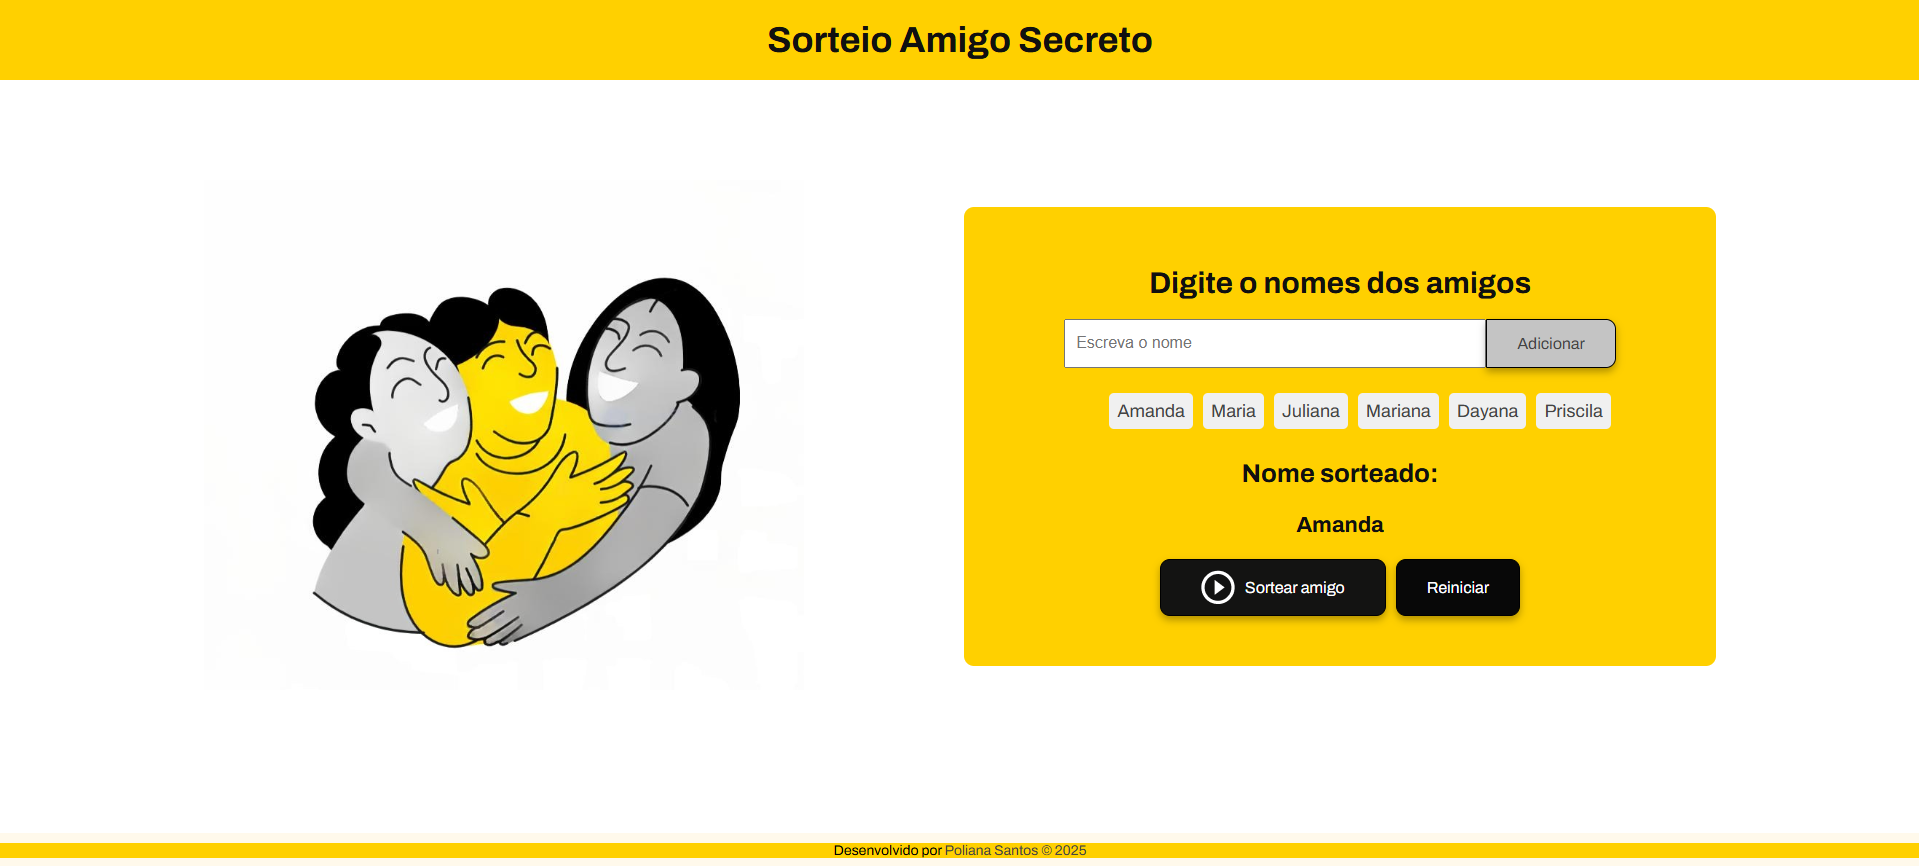 Sorteio Amigo Secreto
Digite o nomes dos amigos
Escreva o nome
Adicionar
Amanda Maria Juliana Mariana Dayana Priscila
Nome sorteado:
Amanda
Sortear amigo
Reiniciar
Desenvolvido por Poliana Santos © 2025